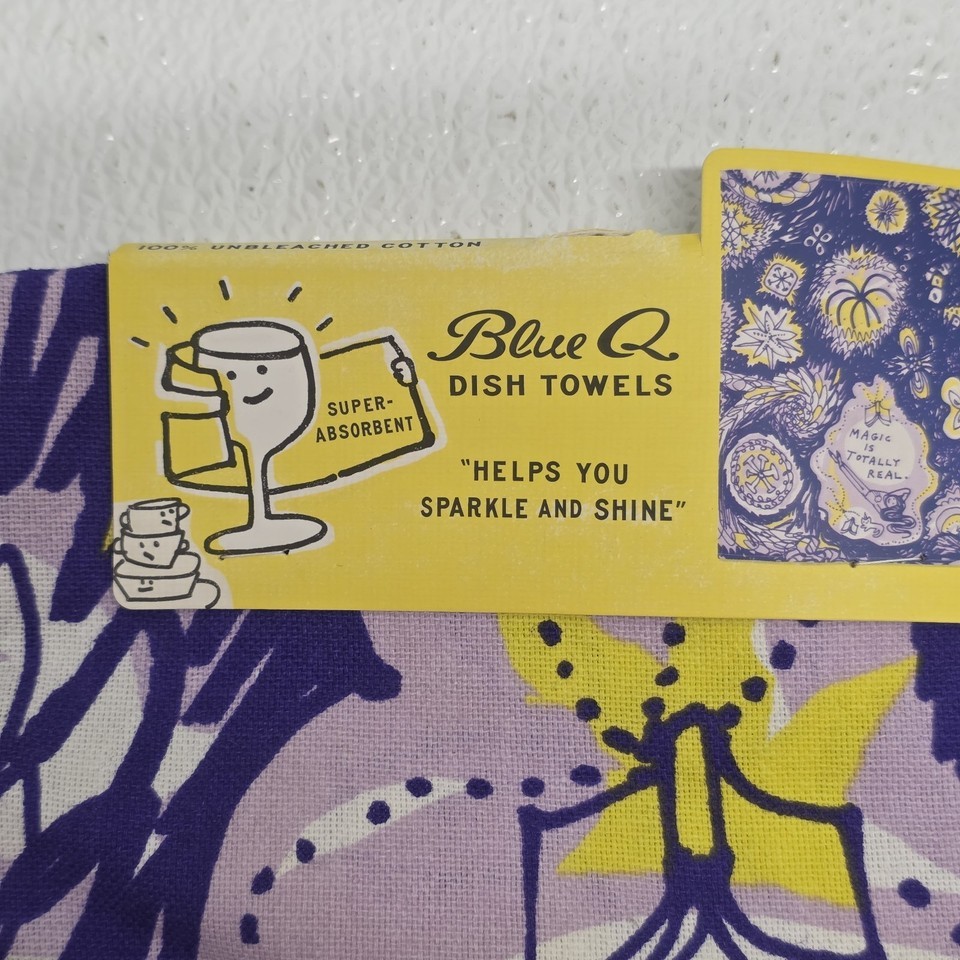 100% UNBLEACHED COTTON
Blue Q
DISH TOWELS
SUPER-
ABSORBENT
"HELPS YOU
SPARKLE AND SHINE"
MAGIC
IS
TOTALLY
REAL.